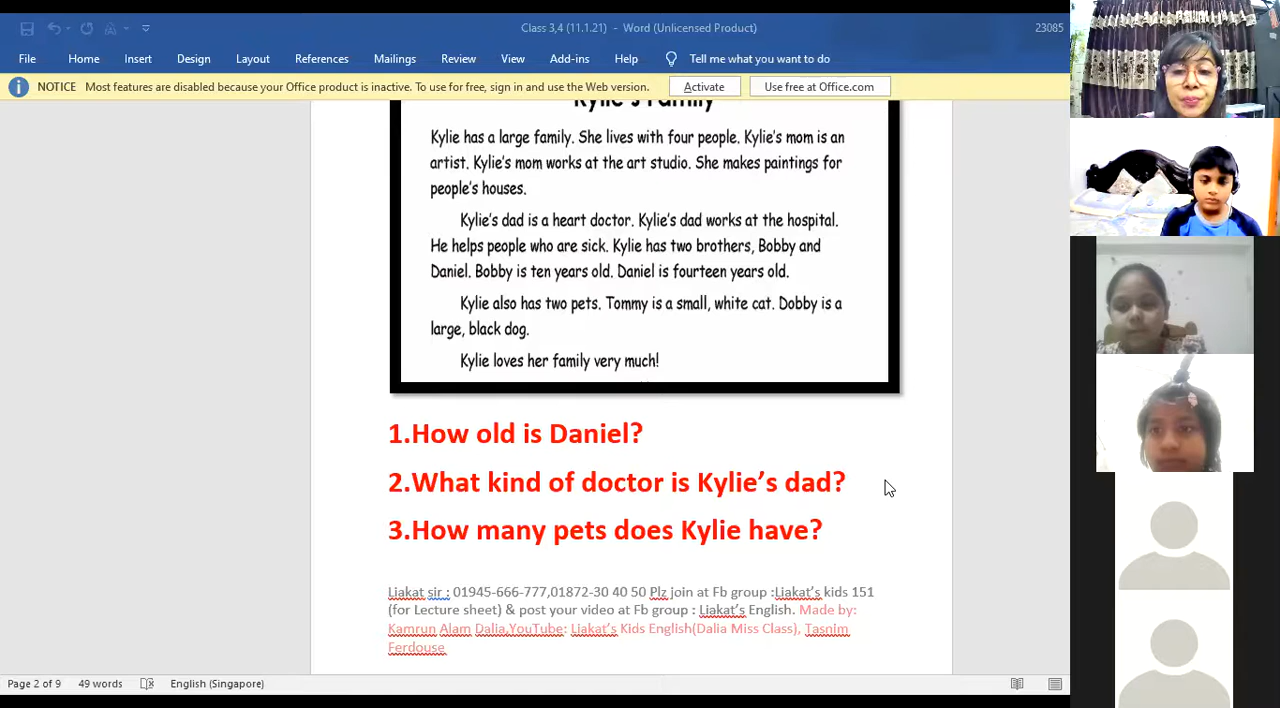 Class 3,4 (11.1.21) - Word (Unlicensed Product)
23085
File Home Insert Design Layout References Mailings Review View Add-ins Help Tell me what you want to do
NOTICE Most features are disabled because your Office product is inactive. To use for free, sign in and use the Web version. Activate Use free at Office.com
Kylie's Family
Kylie has a large family. She lives with four people. Kylie's mom is an
artist. Kylie's mom works at the art studio. She makes paintings for
people's houses.
Kylie's dad is a heart doctor. Kylie's dad works at the hospital.
He helps people who are sick. Kylie has two brothers, Bobby and
Daniel. Bobby is ten years old. Daniel is fourteen years old.
Kylie also has two pets. Tommy is a small, white cat. Dobby is a
large, black dog.
Kylie loves her family very much!
1.How old is Daniel?
2.What kind of doctor is Kylie’s dad?
3.How many pets does Kylie have?
Liakat sir : 01945-666-777,01872-30 40 50 Plz join at Fb group :Liakat’s kids 151
(for Lecture sheet) & post your video at Fb group : Liakat’s English. Made by:
Kamrun Alam Dalia,YouTube: Liakat’s Kids English(Dalia Miss Class), Tasnim
Ferdouse
Page 2 of 9 49 words English (Singapore)